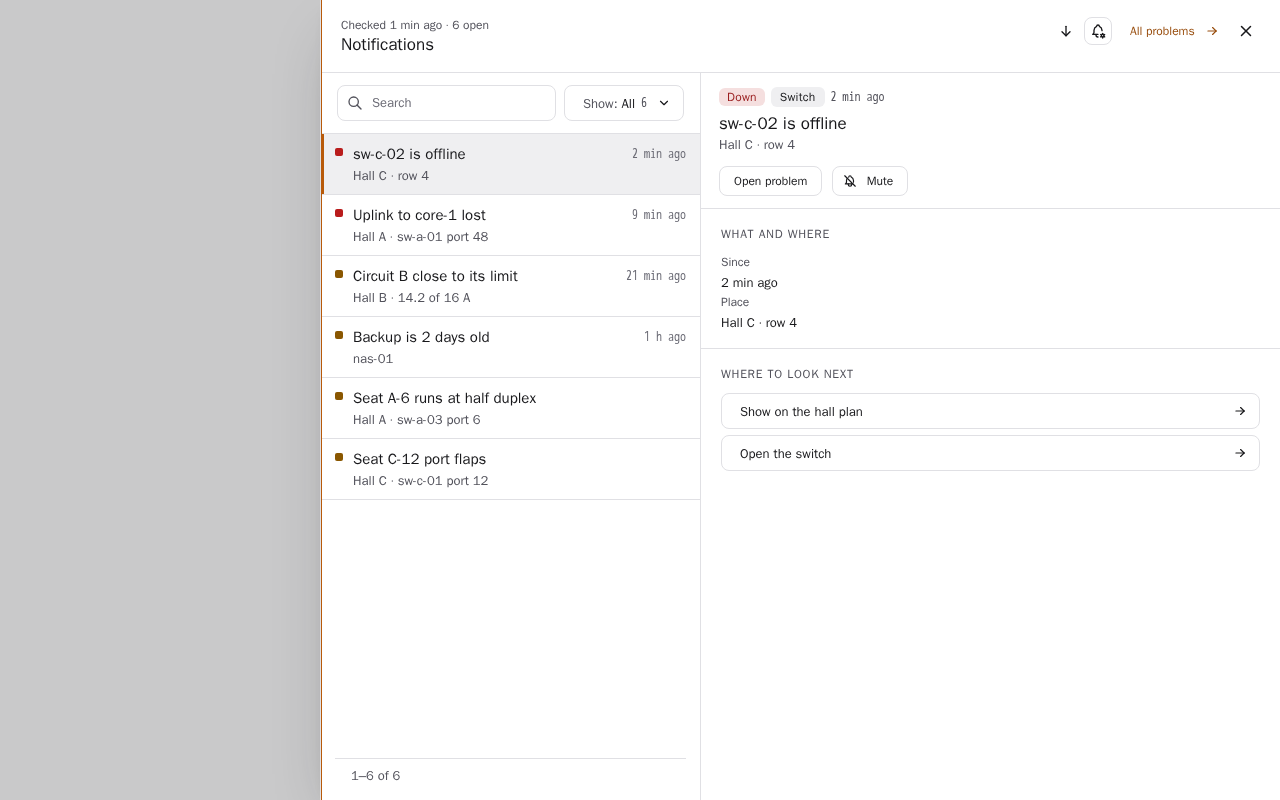 Checked 1 min ago · 6 open
Notifications
All problems
Search
Show: All 6
sw-c-02 is offline
2 min ago
Hall C · row 4
Uplink to core-1 lost
9 min ago
Hall A · sw-a-01 port 48
Circuit B close to its limit
21 min ago
Hall B · 14.2 of 16 A
Backup is 2 days old
1 h ago
nas-01
Seat A-6 runs at half duplex
Hall A · sw-a-03 port 6
Seat C-12 port flaps
Hall C · sw-c-01 port 12
1–6 of 6
Down Switch 2 min ago
sw-c-02 is offline
Hall C · row 4
Open problem
Mute
WHAT AND WHERE
Since
2 min ago
Place
Hall C · row 4
WHERE TO LOOK NEXT
Show on the hall plan
Open the switch